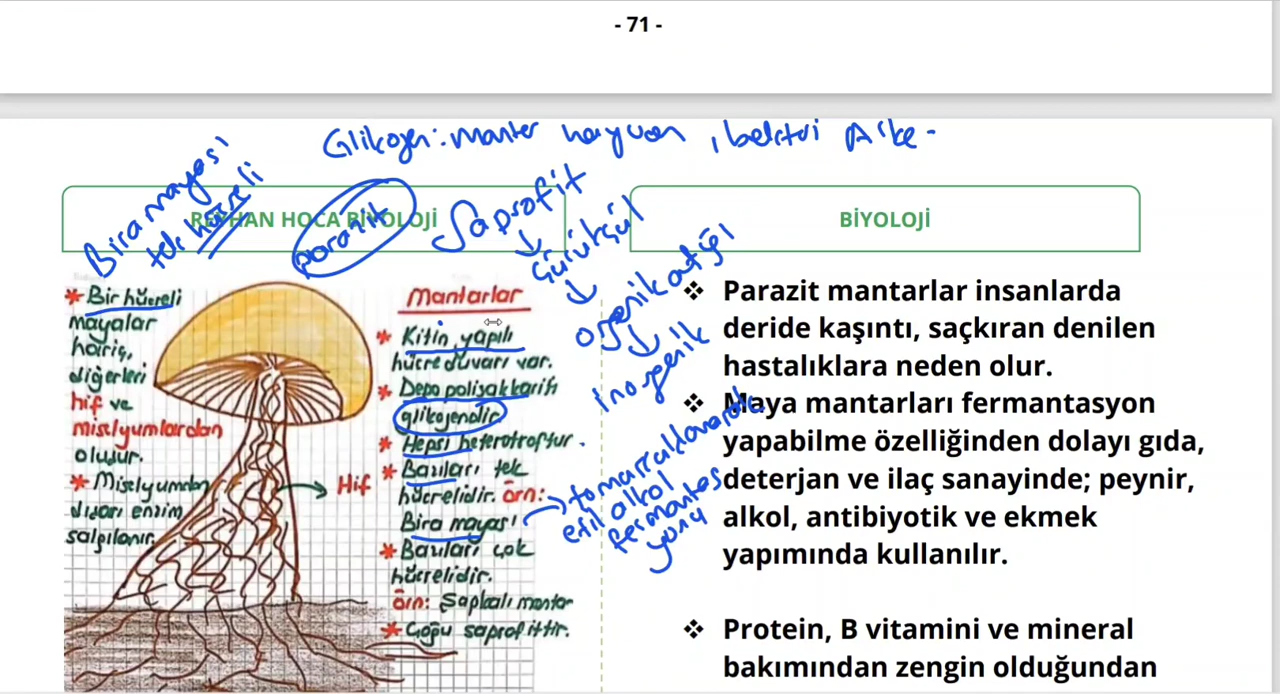 - 71 -
Glikojen: mantar hayvan, bakteri Arke -
Bira mayası
tek hücreli
parazit
Saprofit
Çürükçül
organik atığı
inorganik
REYHAN HOCA BİYOLOJİ
* Bir hücreli
mayalar
hariç,
diğerleri
hif ve
miselyumlardan
oluşur.
* Miselyumdan
dışarı enzim
salgılanır.
Hif
Mantarlar
* Kitin yapılı
hücre duvarı var.
* Depo polisakkariti
glikojendir
* Hepsi heterotroftur.
* Bazıları tek
hücrelidir. örn:
Bira mayası
* Bazıları çok
hücrelidir.
örn: Şapkalı mantar
* Çoğu saprofittir.
etil alkol
BİYOLOJİ
❖ Parazit mantarlar insanlarda
deride kaşıntı, saçkıran denilen
hastalıklara neden olur.
❖ Maya mantarları fermantasyon
yapabilme özelliğinden dolayı gıda,
deterjan ve ilaç sanayinde; peynir,
alkol, antibiyotik ve ekmek
yapımında kullanılır.
❖ Protein, B vitamini ve mineral
bakımından zengin olduğundan